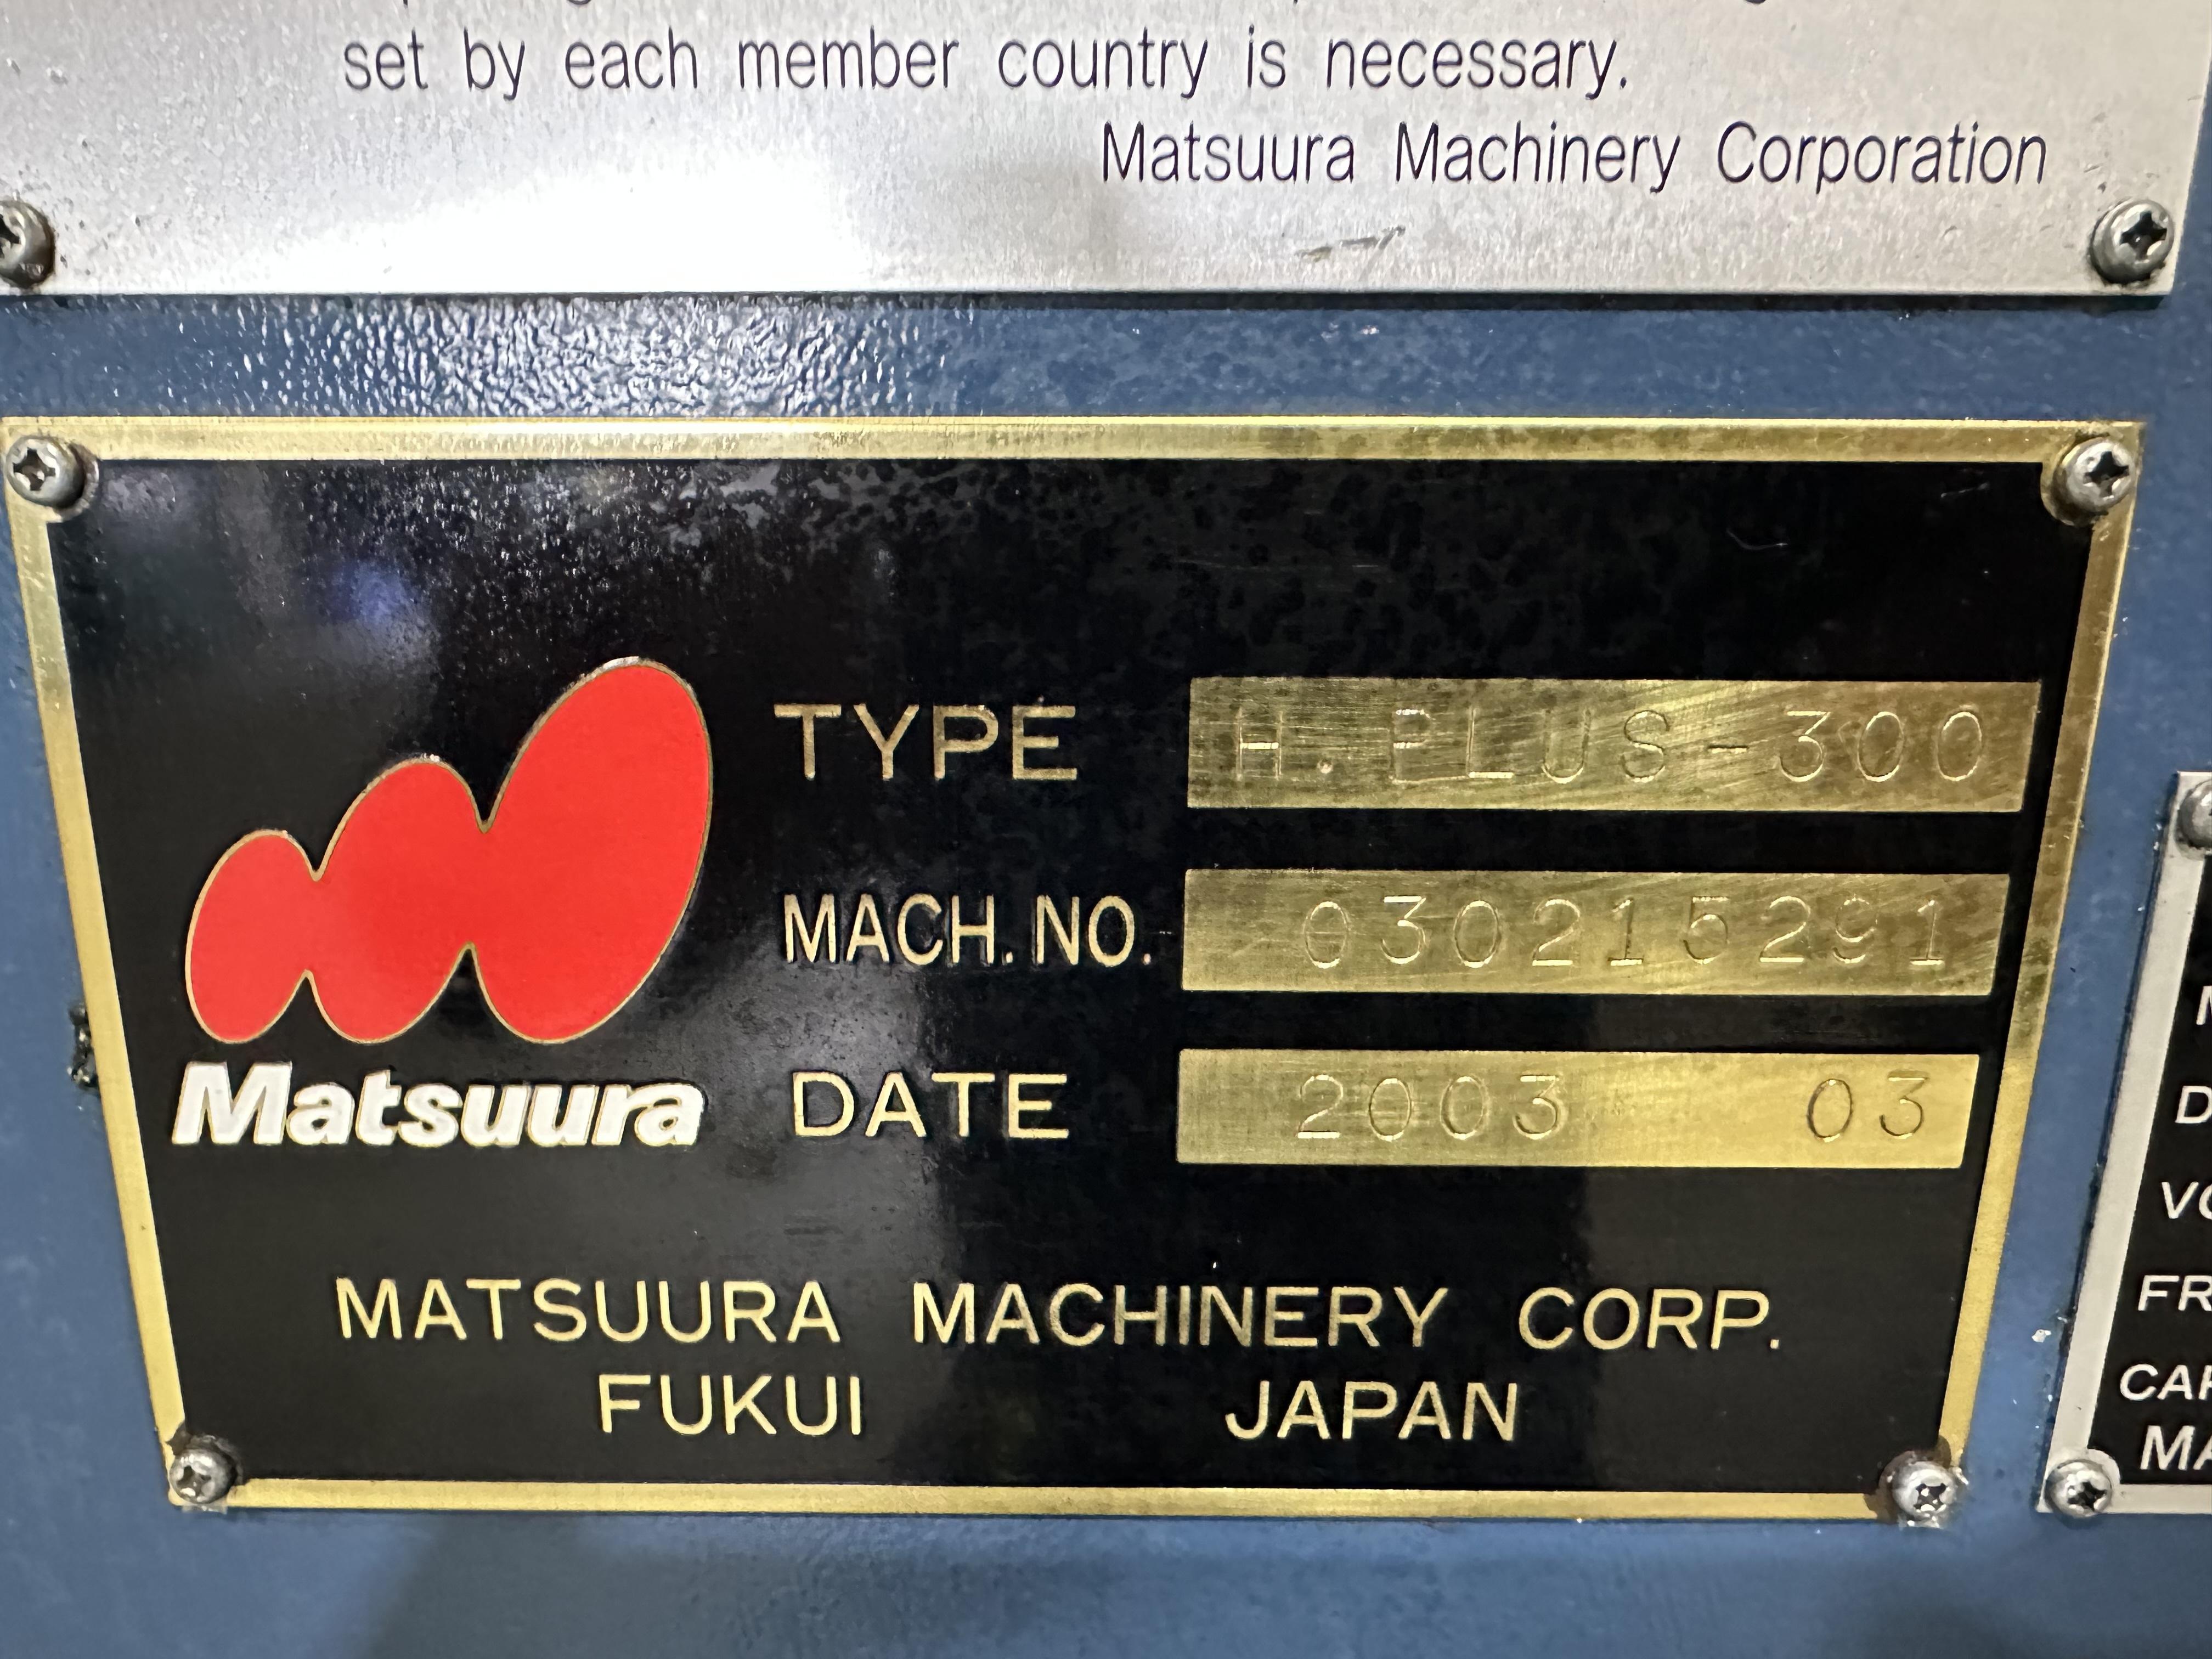 set by each member country is necessary.
Matsuura Machinery Corporation
TYPE H.PLUS-300
MACH. NO. 030215291
Matsuura
DATE 2003 03
MATSUURA MACHINERY CORP.
FUKUI JAPAN